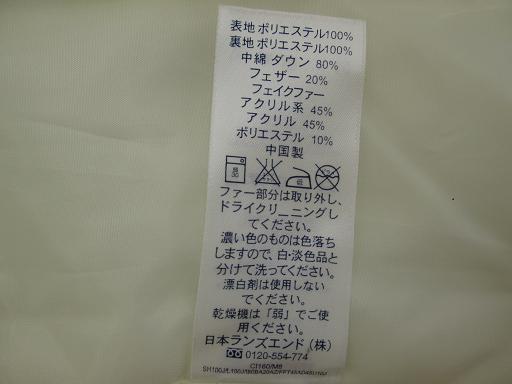 表地 ポリエステル100%
裏地 ポリエステル100%
中綿 ダウン 80%
フェザー 20%
フェイクファー
アクリル系 45%
アクリル 45%
ポリエステル 10%
中国製
ファー部分は取り外し、
ドライクリーニングし
てください。
濃い色のものは色落ち
しますので、白・淡色品と
分けて洗ってください。
漂白剤は使用しない
でください。
乾燥機は「弱」でご使
用ください。
日本ランズエンド(株)
0120-554-774
CI160/M8